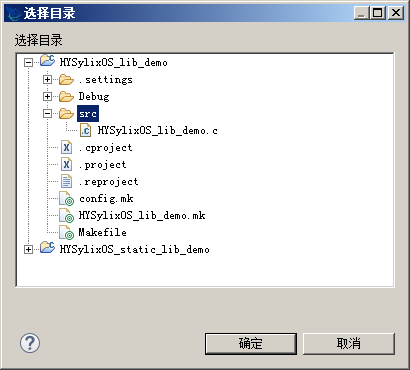 选择目录
选择目录
HYSylixOS_lib_demo
.settings
Debug
src
HYSylixOS_lib_demo.c
.cproject
.project
.reproject
config.mk
HYSylixOS_lib_demo.mk
Makefile
HYSylixOS_static_lib_demo
确定
取消